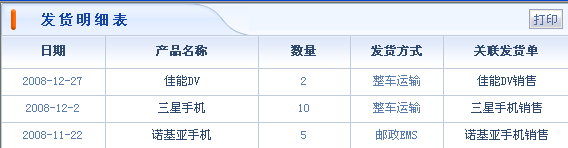 发货明细表 打印
日期 产品名称 数量 发货方式 关联发货单
2008-12-27 佳能DV 2 整车运输 佳能DV销售
2008-12-2 三星手机 10 整车运输 三星手机销售
2008-11-22 诺基亚手机 5 邮政EMS 诺基亚手机销售